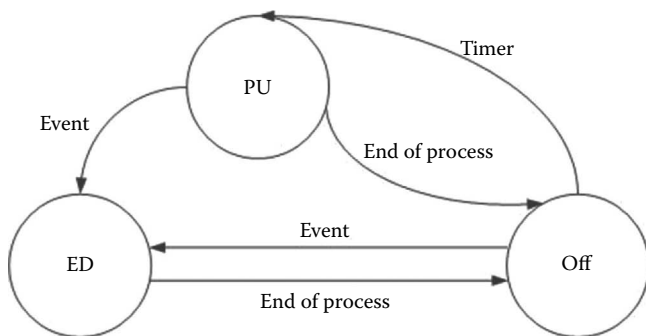 Timer
PU
Event
End of process
Event
ED
Off
End of process